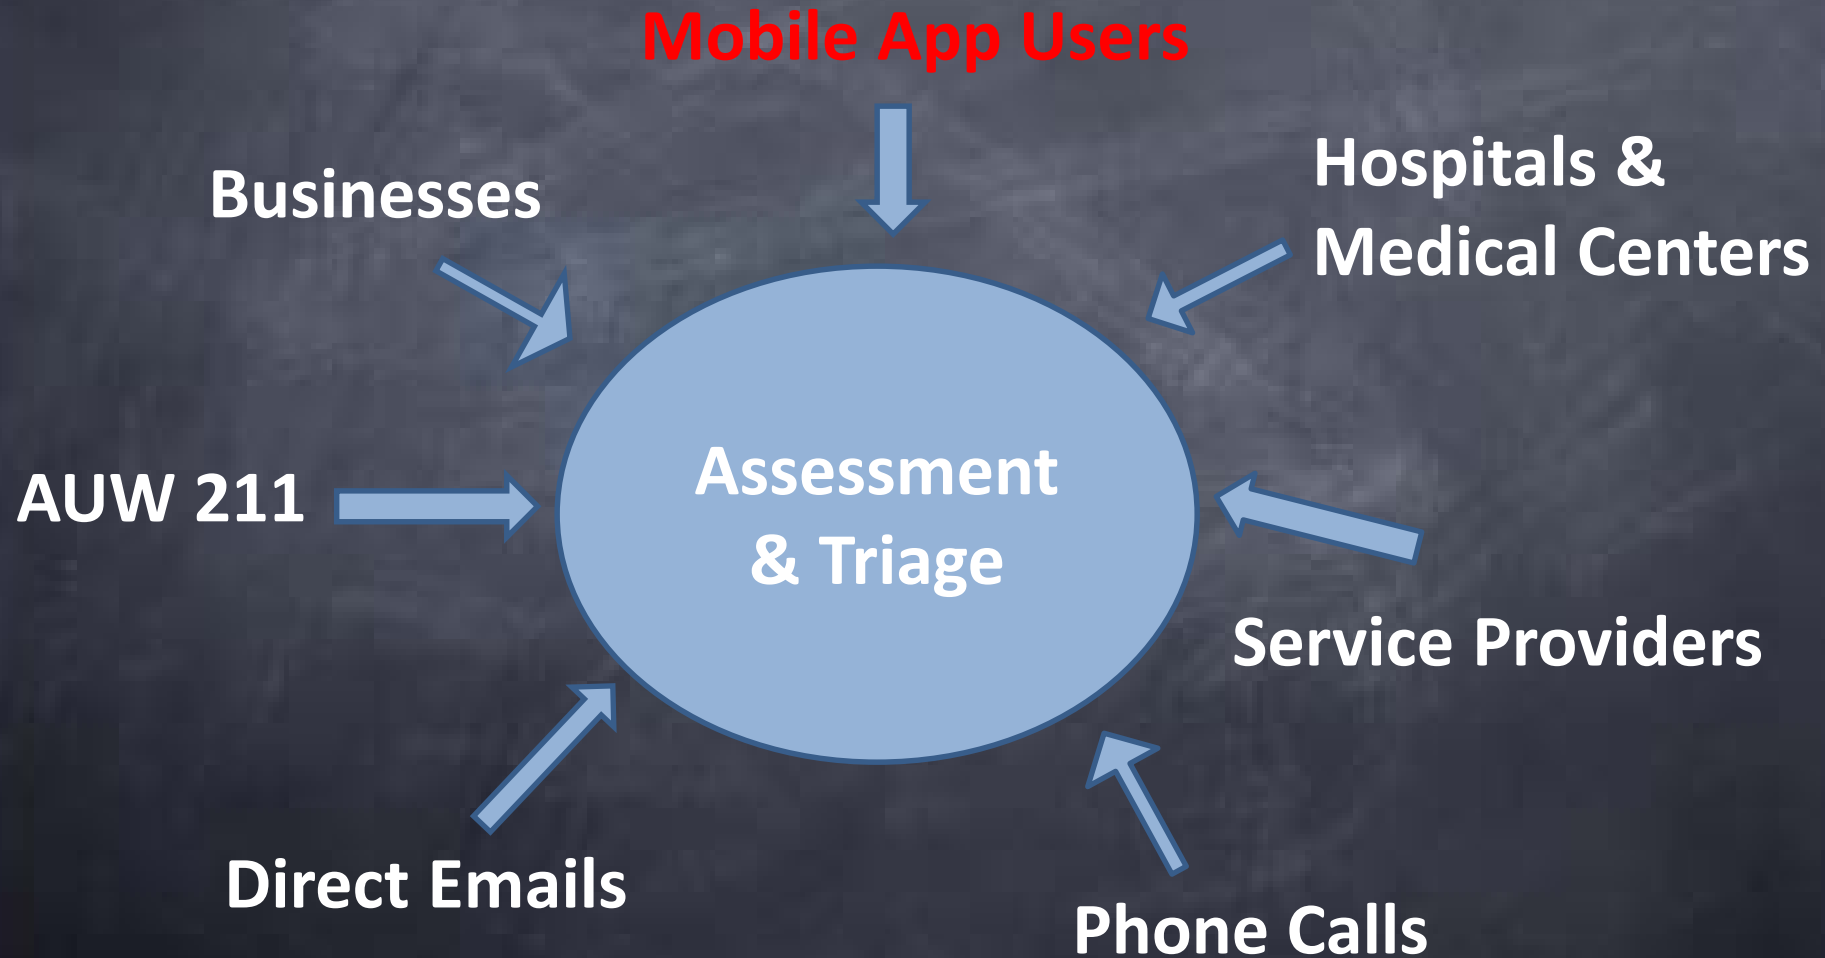 Mobile App Users
Businesses
Hospitals &
Medical Centers
AUW 211
Assessment
& Triage
Service Providers
Direct Emails
Phone Calls